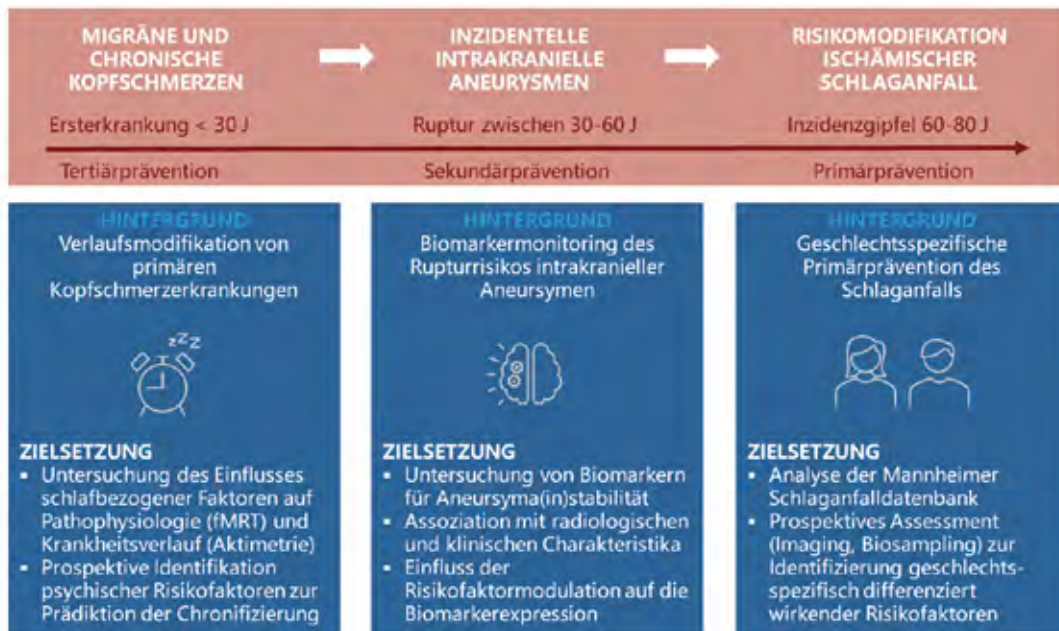 MIGRÄNE UND
CHRONISCHE
KOPFSCHMERZEN
INZIDENTELLE
INTRAKRANIELLE
ANEURYSMEN
RISIKOMODIFIKATION
ISCHÄMISCHER
SCHLAGANFALL
Ersterkrankung < 30 J
Ruptur zwischen 30-60 J
Inzidenzgipfel 60-80 J
Tertiärprävention
Sekundärprävention
Primärprävention
HINTERGRUND
Verlaufsmodifikation von
primären
Kopfschmerzerkrankungen
zzZ
ZIELSETZUNG
▪ Untersuchung des Einflusses
schlafbezogener Faktoren auf
Pathophysiologie (fMRT) und
Krankheitsverlauf (Aktimetrie)
▪ Prospektive Identifikation
psychischer Risikofaktoren zur
Prädiktion der Chronifizierung
HINTERGRUND
Biomarkermonitoring des
Rupturrisikos intrakranieller
Aneursymen
ZIELSETZUNG
▪ Untersuchung von Biomarkern
für Aneursyma(in)stabilität
▪ Assoziation mit radiologischen
und klinischen Charakteristika
▪ Einfluss der
Risikofaktormodulation auf die
Biomarkerexpression
HINTERGRUND
Geschlechtsspezifische
Primärprävention des
Schlaganfalls
ZIELSETZUNG
▪ Analyse der Mannheimer
Schlaganfalldatenbank
▪ Prospektives Assessment
(Imaging, Biosampling) zur
Identifizierung geschlechts-
spezifisch differenziert
wirkender Risikofaktoren